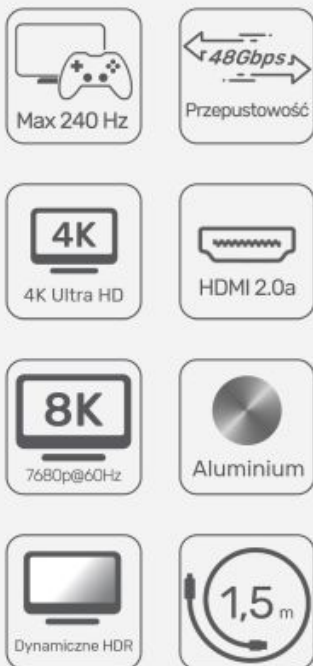 Max 240 Hz
48Gbps
Przepustowość
4K
4K Ultra HD
HDMI 2.0a
8K
7680p@60Hz
Aluminium
Dynamiczne HDR
1,5 m